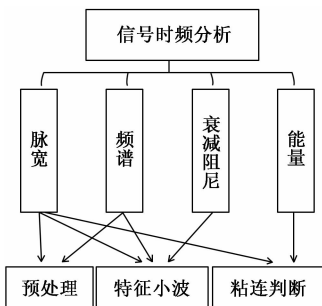 信号时频分析
脉宽
频谱
衰减阻尼
能量
预处理
特征小波
粘连判断